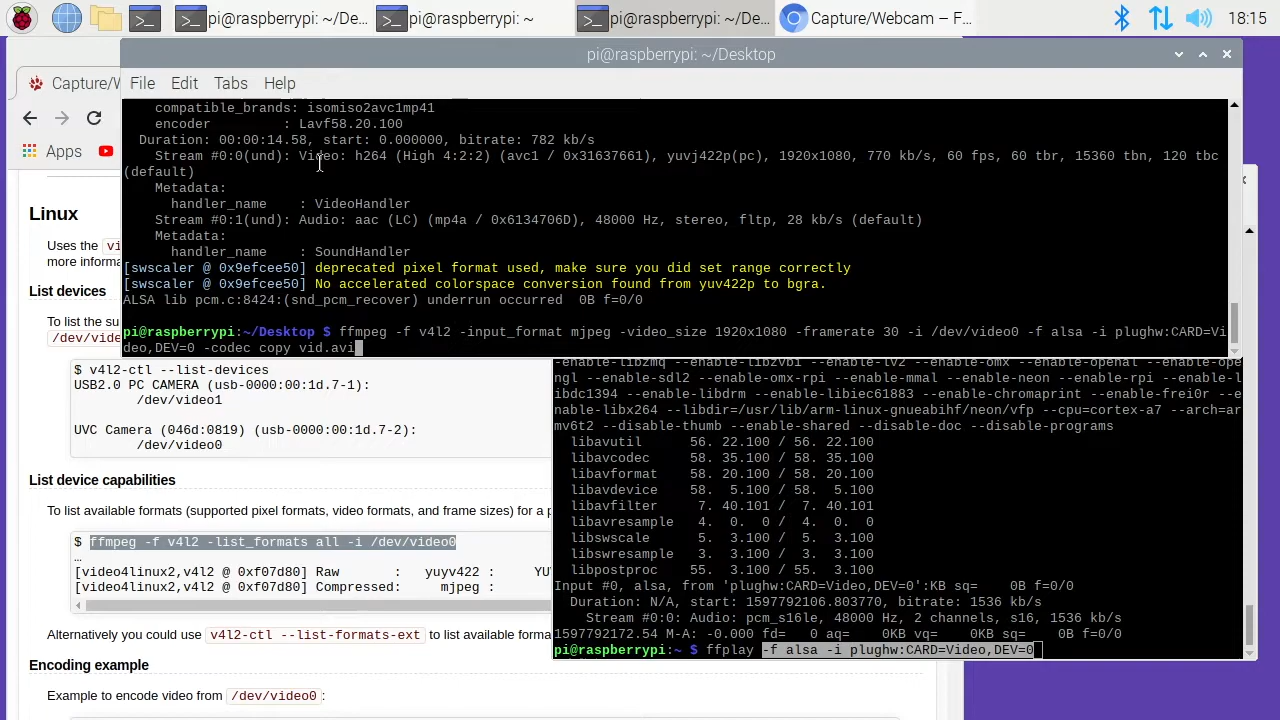 pi@raspberrypi: ~/De...
pi@raspberrypi: ~
pi@raspberrypi: ~/De...
Capture/Webcam – F...
18:15
pi@raspberrypi: ~/Desktop
Capture/W
File Edit Tabs Help
Apps
compatible_brands: isomiso2avc1mp41
encoder : Lavf58.20.100
Duration: 00:00:14.58, start: 0.000000, bitrate: 782 kb/s
Stream #0:0(und): Video: h264 (High 4:2:2) (avc1 / 0x31637661), yuvj422p(pc), 1920x1080, 770 kb/s, 60 fps, 60 tbr, 15360 tbn, 120 tbc
(default)
Metadata:
handler_name : VideoHandler
Stream #0:1(und): Audio: aac (LC) (mp4a / 0x6134706D), 48000 Hz, stereo, fltp, 28 kb/s (default)
Metadata:
handler_name : SoundHandler
[swscaler @ 0x9efcee50] deprecated pixel format used, make sure you did set range correctly
[swscaler @ 0x9efcee50] No accelerated colorspace conversion found from yuv422p to bgra.
ALSA lib pcm.c:8424:(snd_pcm_recover) underrun occurred 0B f=0/0
pi@raspberrypi:~/Desktop $ ffmpeg -f v4l2 -input_format mjpeg -video_size 1920x1080 -framerate 30 -i /dev/video0 -f alsa -i plughw:CARD=Vi
deo,DEV=0 -codec copy vid.avi
Linux
Uses the vi
more informa
List devices
To list the su
/dev/vide
$ v4l2-ctl --list-devices
USB2.0 PC CAMERA (usb-0000:00:1d.7-1):
/dev/video1
UVC Camera (046d:0819) (usb-0000:00:1d.7-2):
/dev/video0
List device capabilities
To list available formats (supported pixel formats, video formats, and frame sizes) for a p
$ ffmpeg -f v4l2 -list_formats all -i /dev/video0
…
[video4linux2,v4l2 @ 0xf07d80] Raw : yuyv422 : YU
[video4linux2,v4l2 @ 0xf07d80] Compressed: mjpeg :
Alternatively you could use v4l2-ctl --list-formats-ext to list available forma
Encoding example
Example to encode video from /dev/video0 :
-enable-libzmq --enable-libzvbi --enable-lv2 --enable-omx --enable-openal --enable-ope
ngl --enable-sdl2 --enable-omx-rpi --enable-mmal --enable-neon --enable-rpi --enable-l
ibdc1394 --enable-libdrm --enable-libiec61883 --enable-chromaprint --enable-frei0r --e
nable-libx264 --libdir=/usr/lib/arm-linux-gnueabihf/neon/vfp --cpu=cortex-a7 --arch=ar
mv6t2 --disable-thumb --enable-shared --disable-doc --disable-programs
libavutil 56. 22.100 / 56. 22.100
libavcodec 58. 35.100 / 58. 35.100
libavformat 58. 20.100 / 58. 20.100
libavdevice 58. 5.100 / 58. 5.100
libavfilter 7. 40.101 / 7. 40.101
libavresample 4. 0. 0 / 4. 0. 0
libswscale 5. 3.100 / 5. 3.100
libswresample 3. 3.100 / 3. 3.100
libpostproc 55. 3.100 / 55. 3.100
Input #0, alsa, from 'plughw:CARD=Video,DEV=0':KB sq= 0B f=0/0
Duration: N/A, start: 1597792106.803770, bitrate: 1536 kb/s
Stream #0:0: Audio: pcm_s16le, 48000 Hz, 2 channels, s16, 1536 kb/s
1597792172.54 M-A: -0.000 fd= 0 aq= 0KB vq= 0KB sq= 0B f=0/0
pi@raspberrypi:~ $ ffplay -f alsa -i plughw:CARD=Video,DEV=0